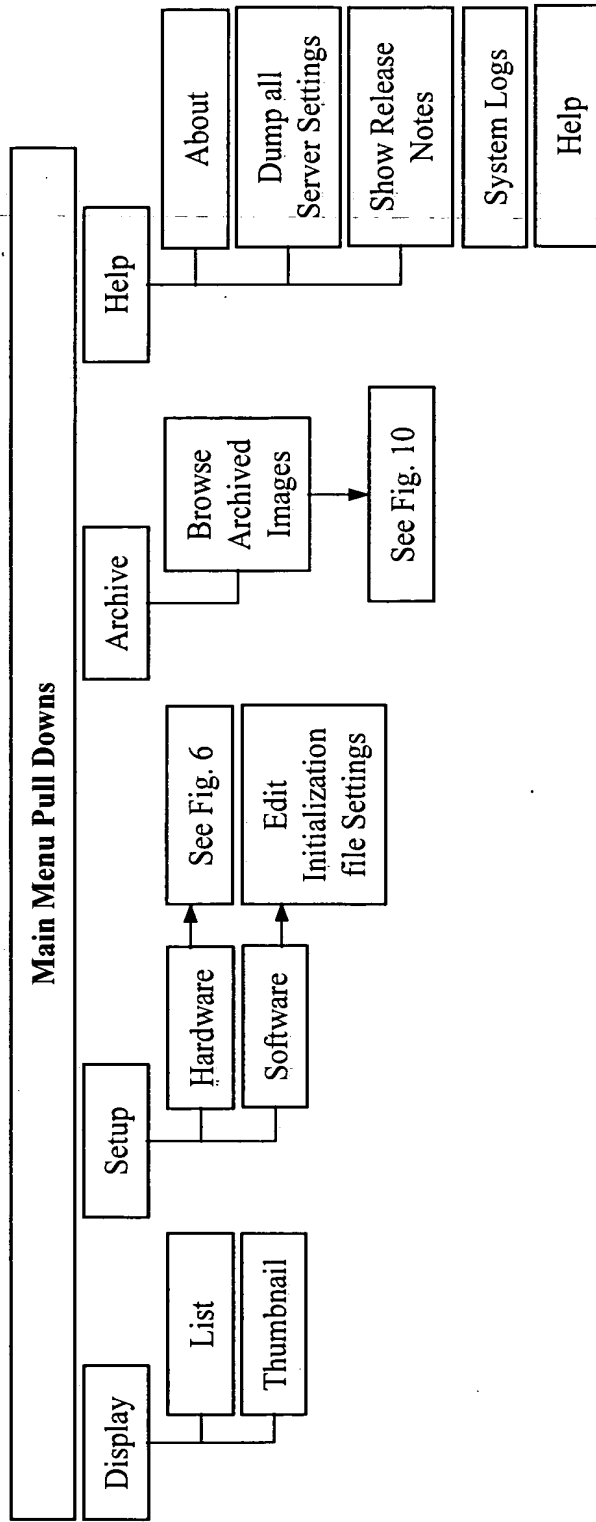 Main Menu Pull Downs
Display
List
Thumbnail
Setup
Hardware
See Fig. 6
Software
Edit
Initialization
file Settings
Archive
Browse
Archived
Images
See Fig. 10
Help
About
Dump all
Server Settings
Show Release
Notes
System Logs
Help